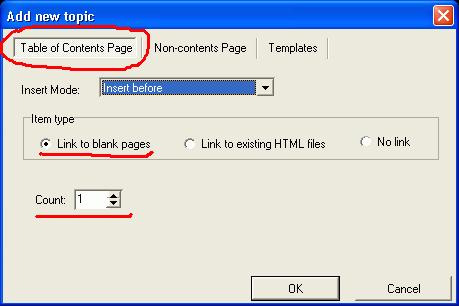 Add new topic
Table of Contents Page Non-contents Page Templates
Insert Mode: Insert before
Item type
Link to blank pages Link to existing HTML files No link
Count: 1
OK Cancel